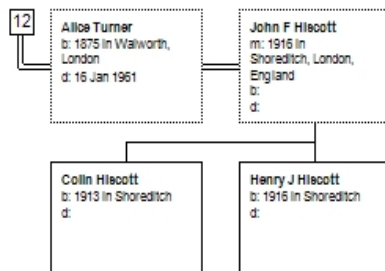 12
Alice Turner
b: 1875 in Walworth,
London
d: 16 Jan 1961
John F Hiscott
m: 1916 in
Shoreditch, London,
England
b:
d:
Colin Hiscott
b: 1913 in Shoreditch
d:
Henry J Hiscott
b: 1916 in Shoreditch
d: